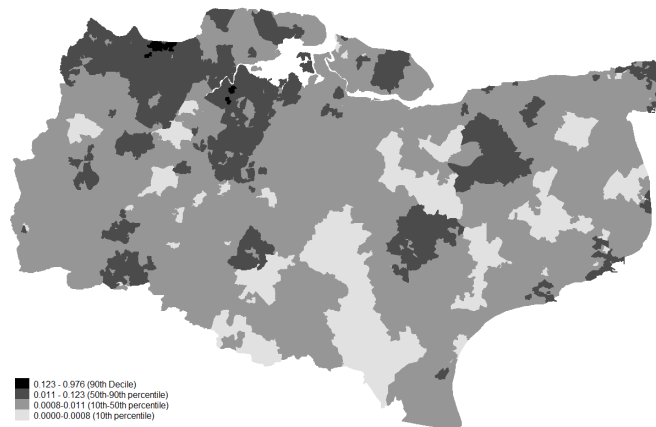 0.123 - 0.976 (90th Decile)
0.011 - 0.123 (50th-90th percentile)
0.0008-0.011 (10th-50th percentile)
0.0000-0.0008 (10th percentile)